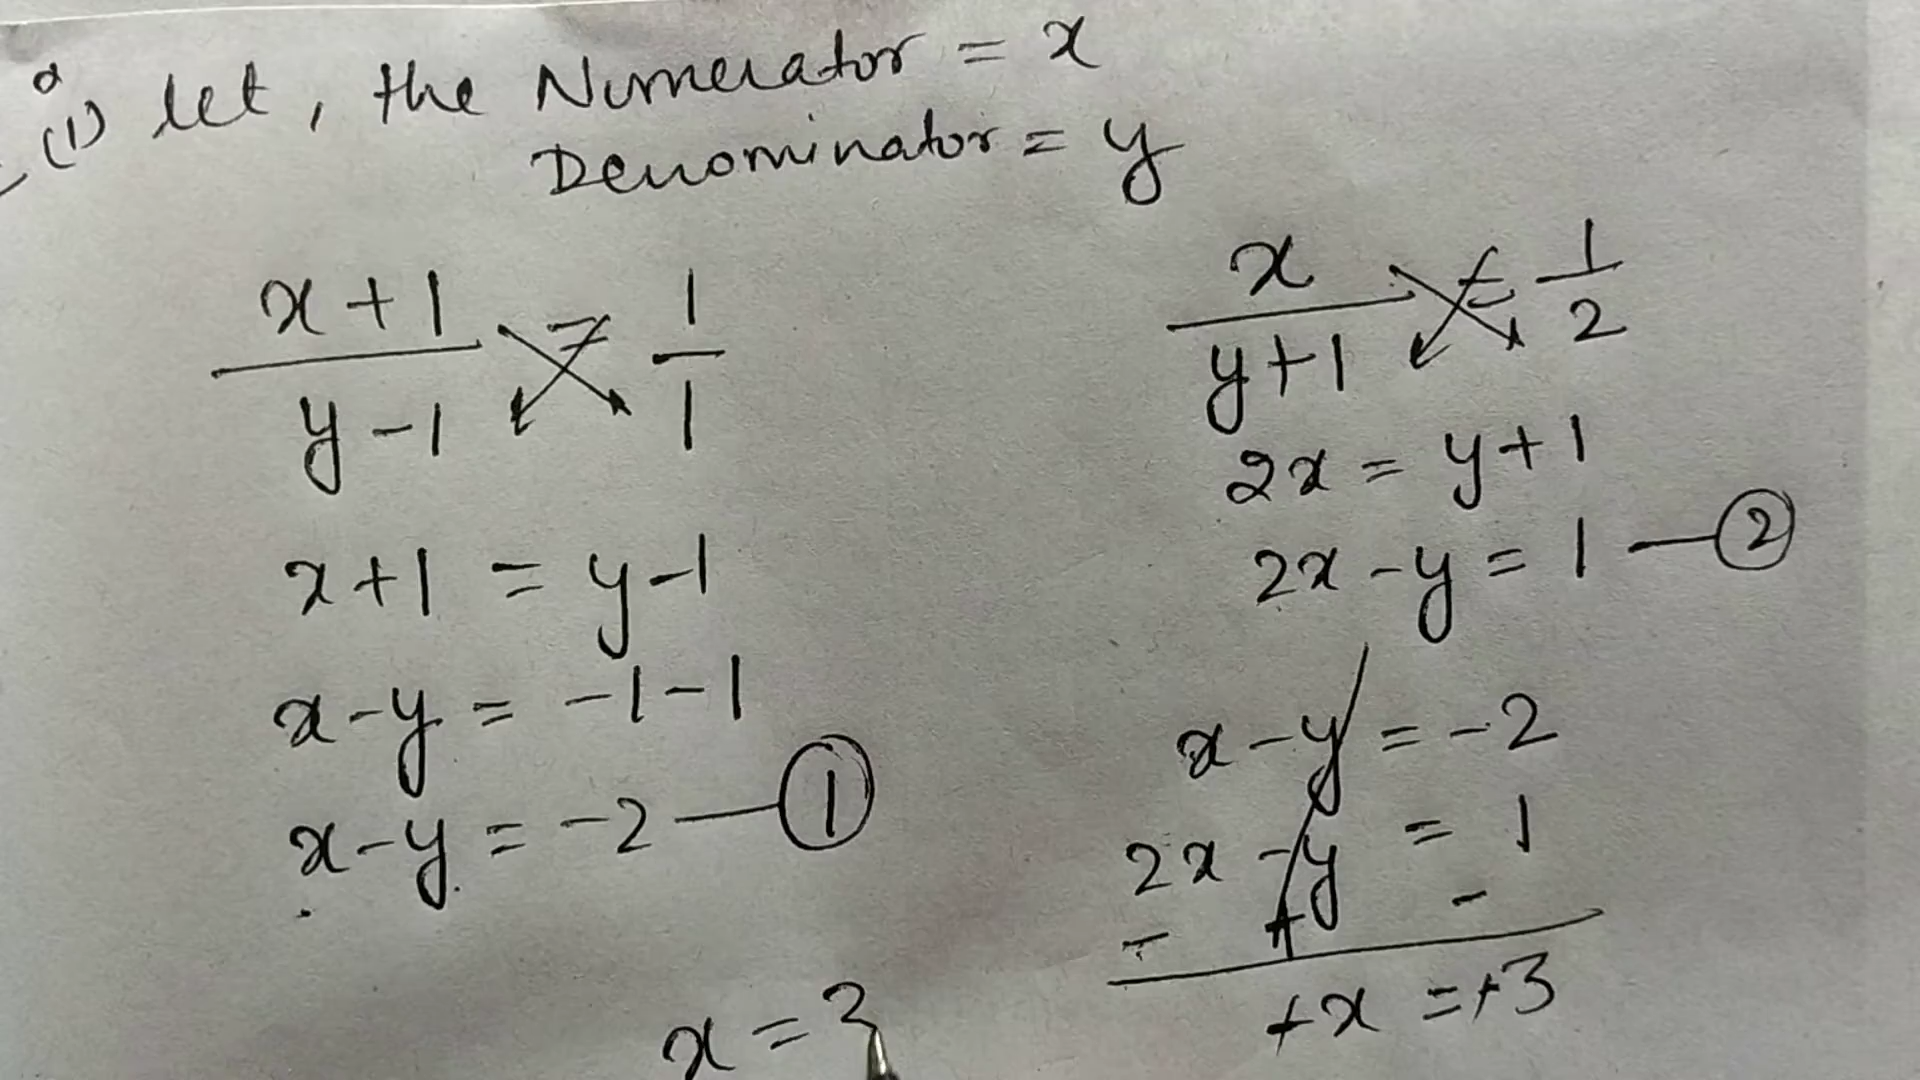 (i) let, the Numerator = x
Denominator = y
x+1 / y-1 = 1/1
x+1 = y-1
x-y = -1-1
x-y = -2 — ①
x / y+1 = 1/2
2x = y+1
2x-y = 1 — ②
x-y = -2
2x-y = 1
- + -
+x = +3
x = 3